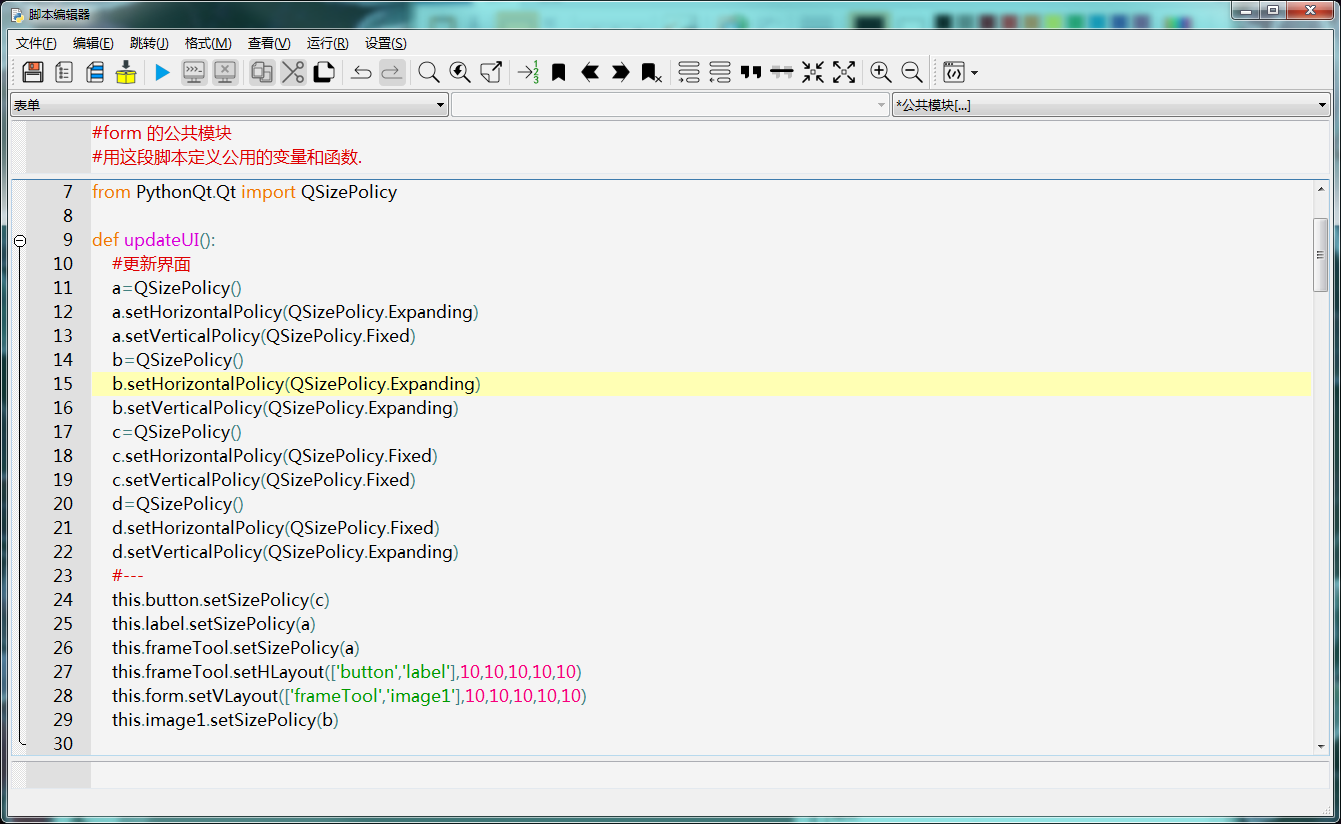 脚本编辑器
文件(F) 编辑(E) 跳转(J) 格式(M) 查看(V) 运行(R) 设置(S)
表单
*公共模块[...]
#form 的公共模块
#用这段脚本定义公用的变量和函数.
7 from PythonQt.Qt import QSizePolicy
8
9 def updateUI():
10 #更新界面
11 a=QSizePolicy()
12 a.setHorizontalPolicy(QSizePolicy.Expanding)
13 a.setVerticalPolicy(QSizePolicy.Fixed)
14 b=QSizePolicy()
15 b.setHorizontalPolicy(QSizePolicy.Expanding)
16 b.setVerticalPolicy(QSizePolicy.Expanding)
17 c=QSizePolicy()
18 c.setHorizontalPolicy(QSizePolicy.Fixed)
19 c.setVerticalPolicy(QSizePolicy.Fixed)
20 d=QSizePolicy()
21 d.setHorizontalPolicy(QSizePolicy.Fixed)
22 d.setVerticalPolicy(QSizePolicy.Expanding)
23 #---
24 this.button.setSizePolicy(c)
25 this.label.setSizePolicy(a)
26 this.frameTool.setSizePolicy(a)
27 this.frameTool.setHLayout(['button','label'],10,10,10,10,10)
28 this.form.setVLayout(['frameTool','image1'],10,10,10,10,10)
29 this.image1.setSizePolicy(b)
30